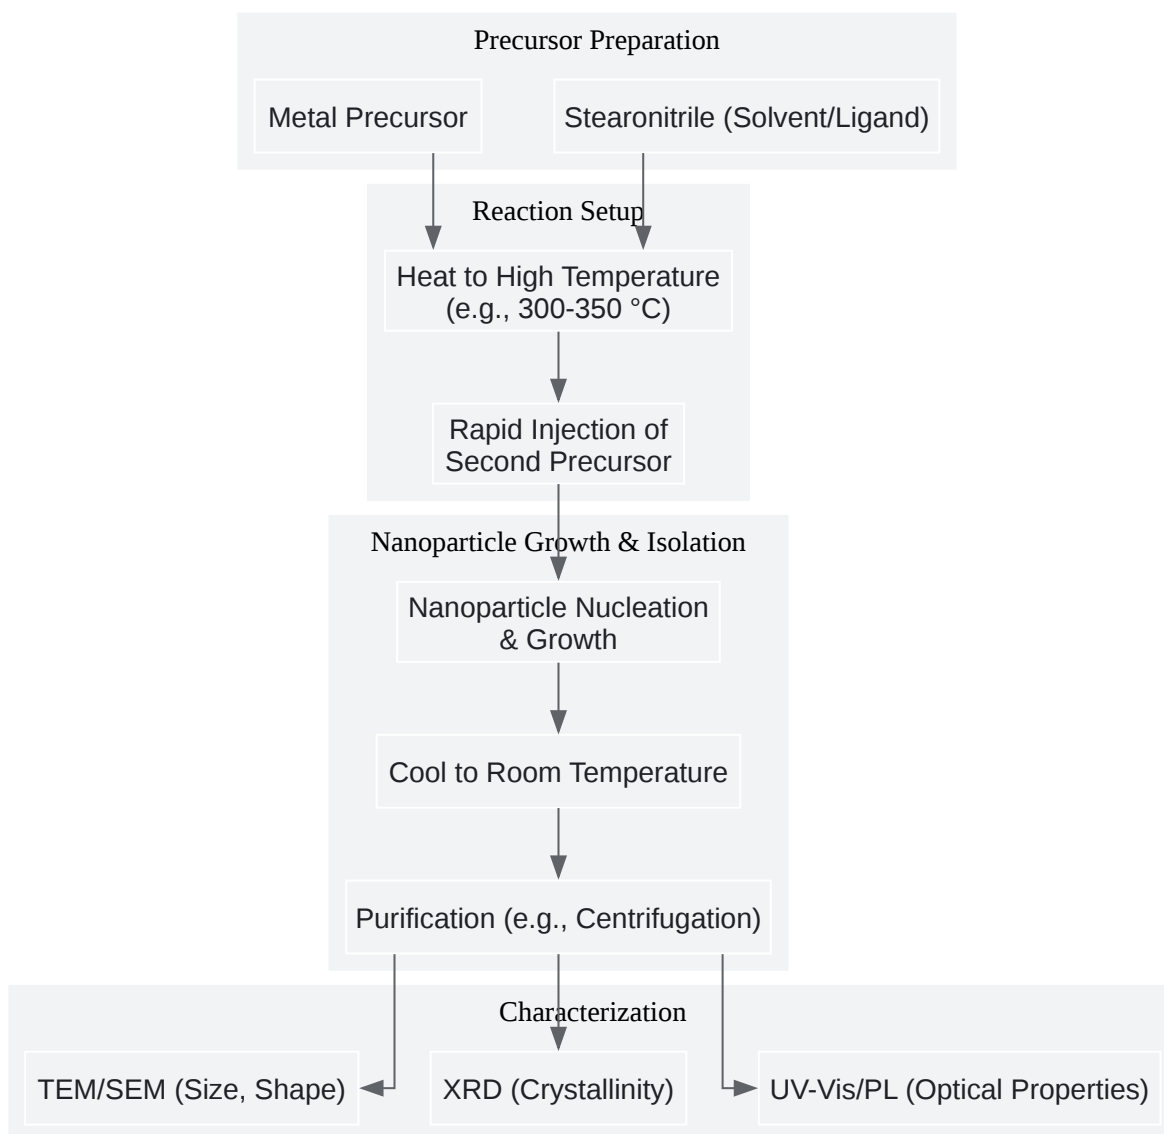 Precursor Preparation
Metal Precursor
Stearonitrile (Solvent/Ligand)
Reaction Setup
Heat to High Temperature
(e.g., 300-350 °C)
Rapid Injection of
Second Precursor
Nanoparticle Growth & Isolation
Nanoparticle Nucleation
& Growth
Cool to Room Temperature
Purification (e.g., Centrifugation)
Characterization
TEM/SEM (Size, Shape)
XRD (Crystallinity)
UV-Vis/PL (Optical Properties)